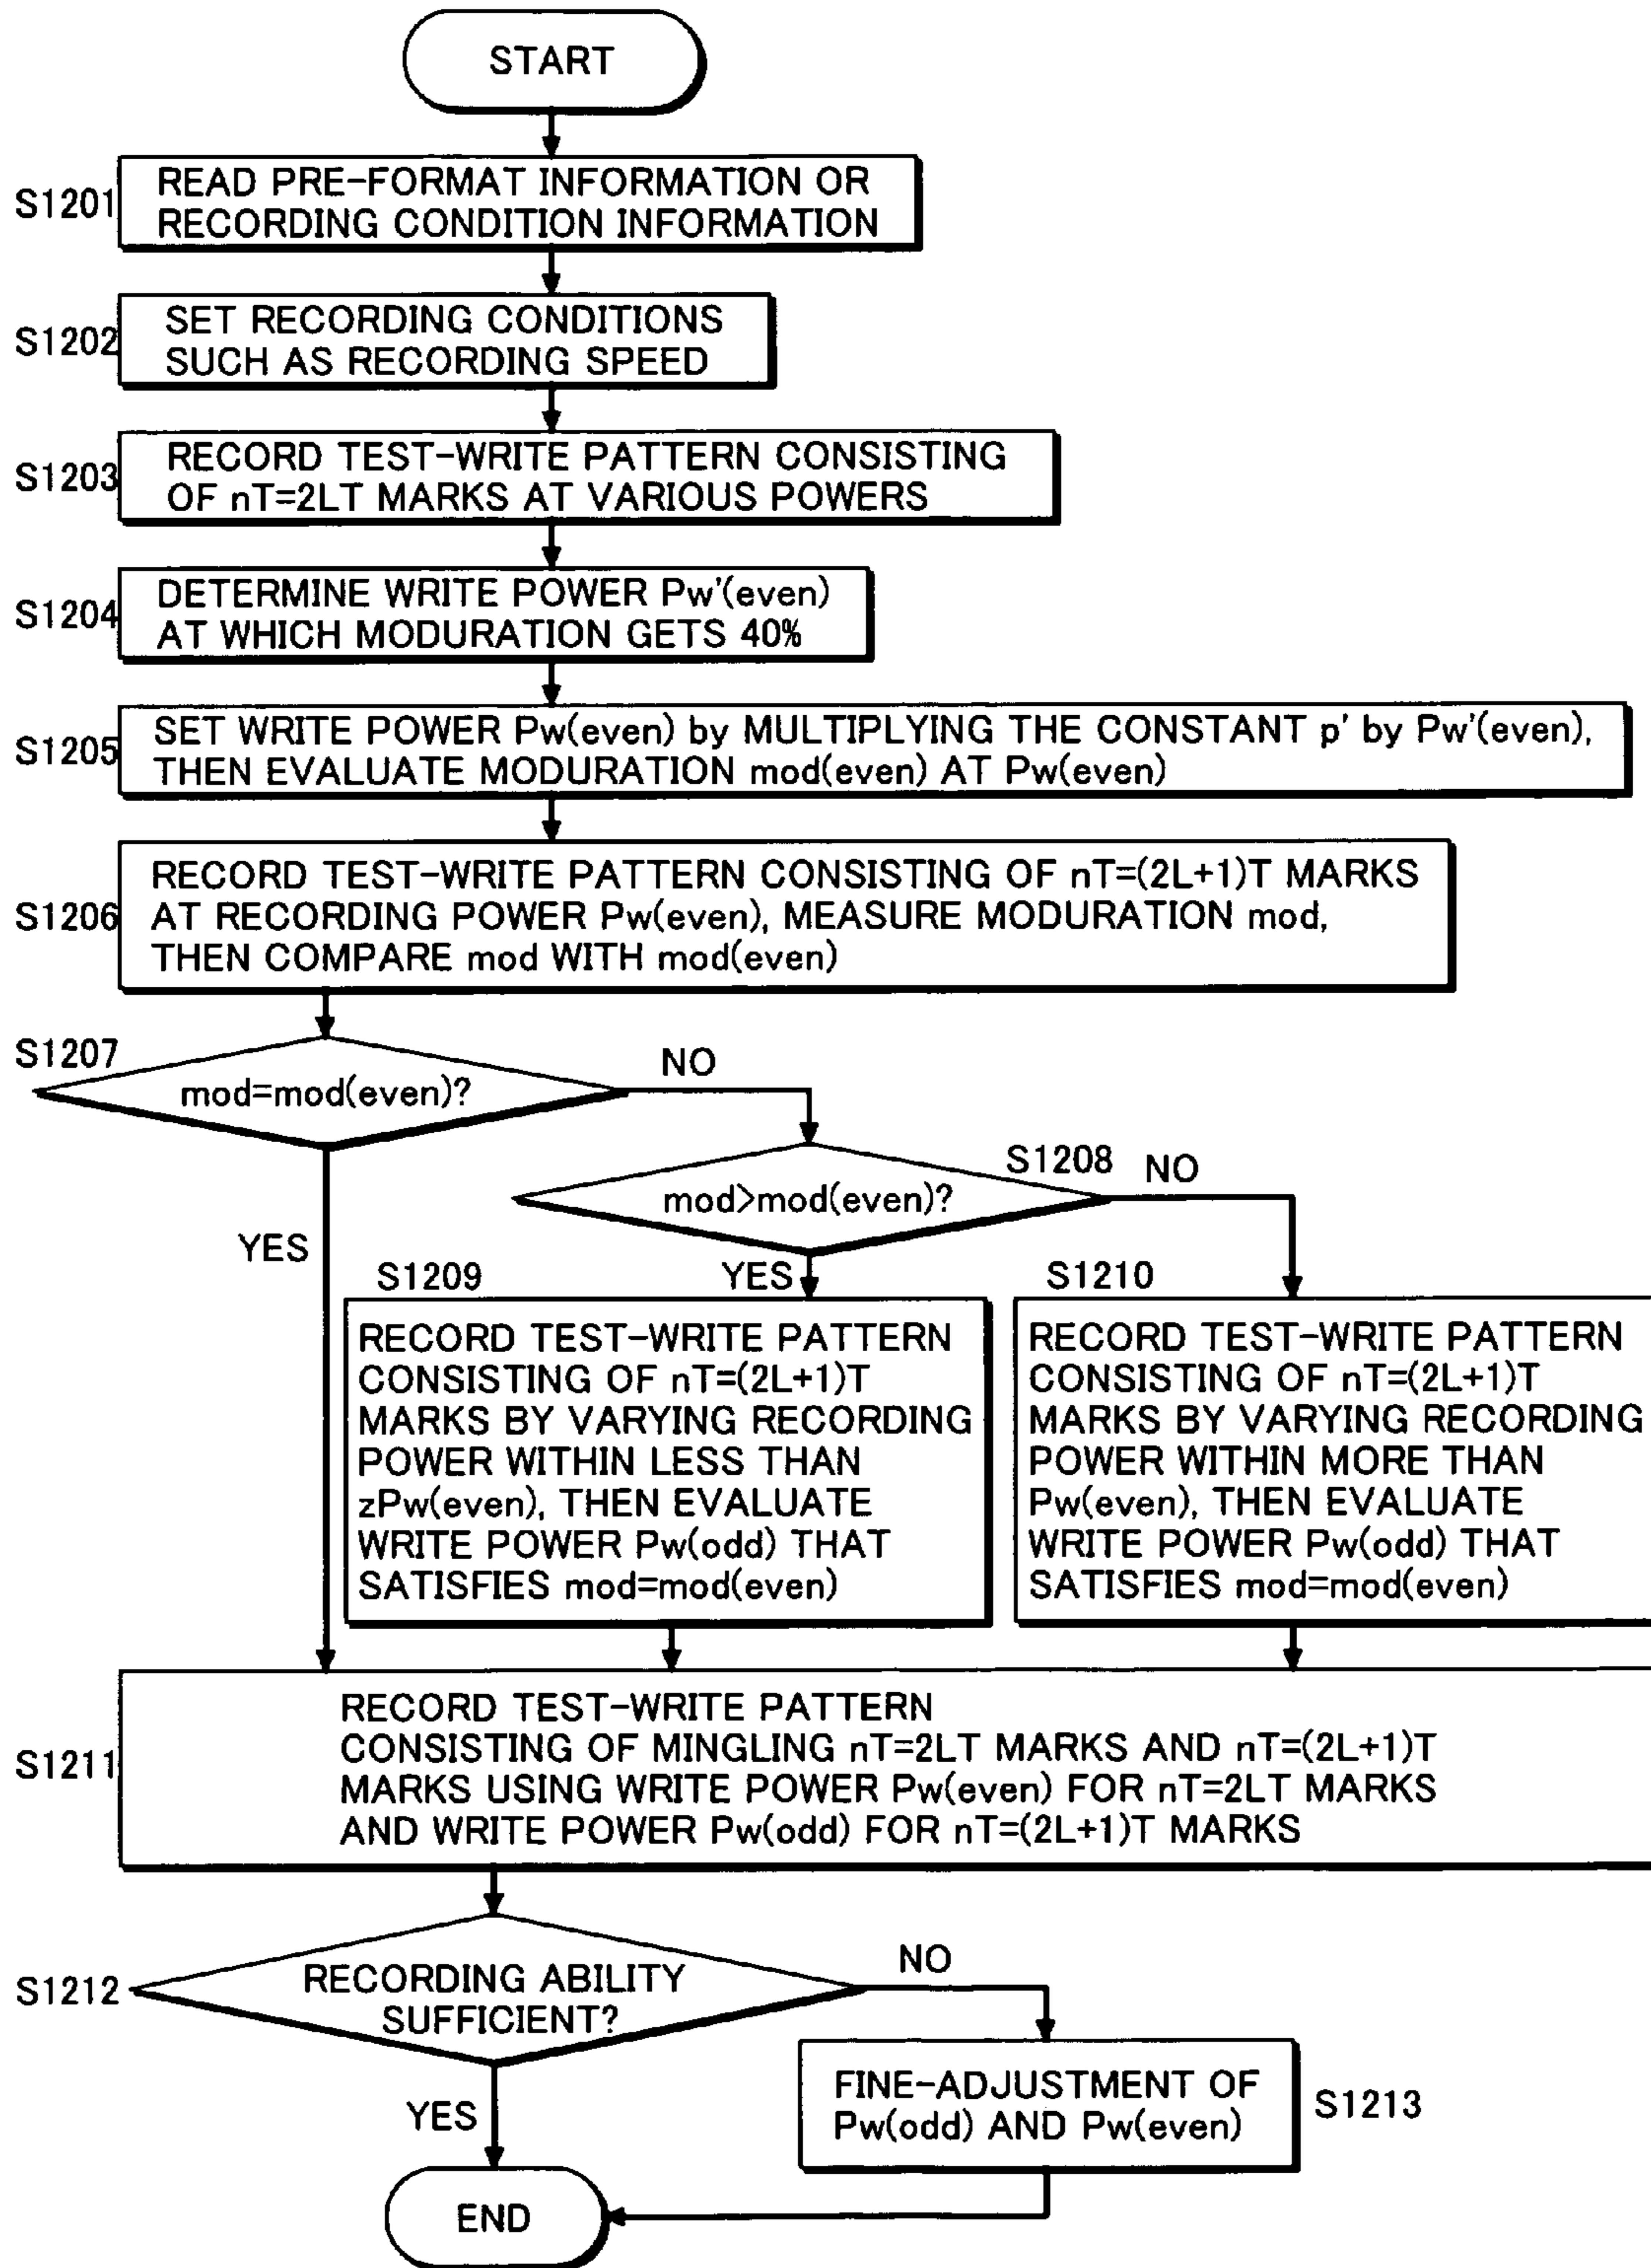 START
S1201
READ PRE-FORMAT INFORMATION OR
RECORDING CONDITION INFORMATION
S1202
SET RECORDING CONDITIONS
SUCH AS RECORDING SPEED
S1203
RECORD TEST-WRITE PATTERN CONSISTING
OF nT=2LT MARKS AT VARIOUS POWERS
S1204
DETERMINE WRITE POWER Pw'(even)
AT WHICH MODURATION GETS 40%
S1205
SET WRITE POWER Pw(even) by MULTIPLYING THE CONSTANT p' by Pw'(even),
THEN EVALUATE MODURATION mod(even) AT Pw(even)
S1206
RECORD TEST-WRITE PATTERN CONSISTING OF nT=(2L+1)T MARKS
AT RECORDING POWER Pw(even), MEASURE MODURATION mod,
THEN COMPARE mod WITH mod(even)
S1207
mod=mod(even)?
NO
YES
S1208
mod>mod(even)?
NO
YES
S1209
RECORD TEST-WRITE PATTERN
CONSISTING OF nT=(2L+1)T
MARKS BY VARYING RECORDING
POWER WITHIN LESS THAN
zPw(even), THEN EVALUATE
WRITE POWER Pw(odd) THAT
SATISFIES mod=mod(even)
S1210
RECORD TEST-WRITE PATTERN
CONSISTING OF nT=(2L+1)T
MARKS BY VARYING RECORDING
POWER WITHIN MORE THAN
Pw(even), THEN EVALUATE
WRITE POWER Pw(odd) THAT
SATISFIES mod=mod(even)
S1211
RECORD TEST-WRITE PATTERN
CONSISTING OF MINGLING nT=2LT MARKS AND nT=(2L+1)T
MARKS USING WRITE POWER Pw(even) FOR nT=2LT MARKS
AND WRITE POWER Pw(odd) FOR nT=(2L+1)T MARKS
S1212
RECORDING ABILITY
SUFFICIENT?
NO
YES
FINE-ADJUSTMENT OF
Pw(odd) AND Pw(even)
S1213
END